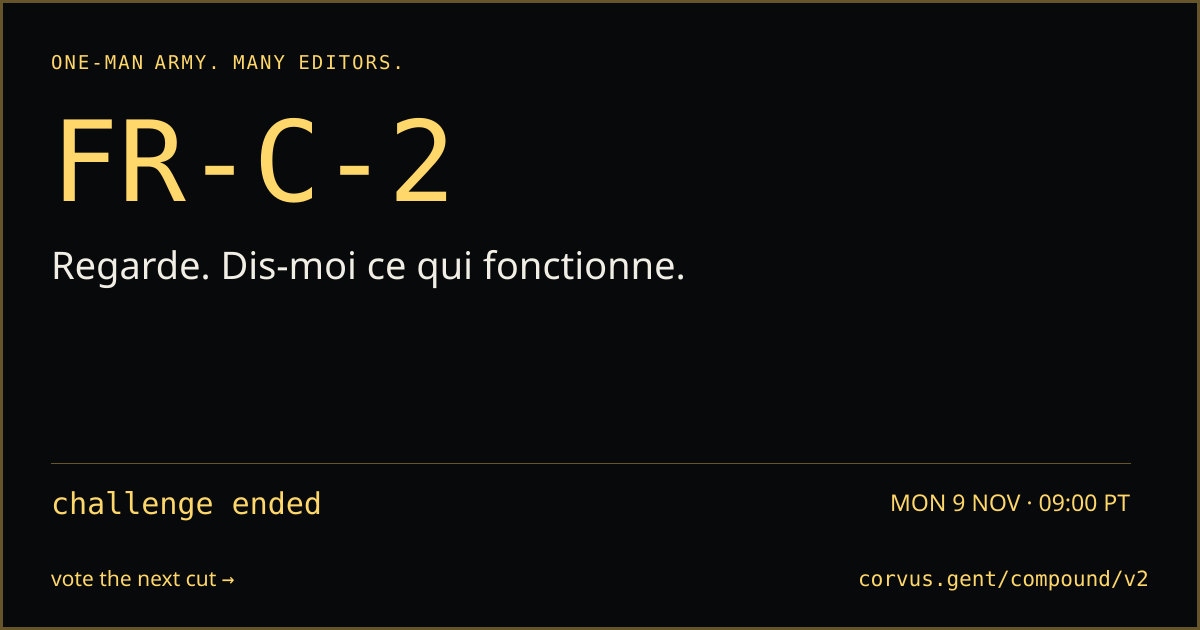 ONE-MAN ARMY. MANY EDITORS.
FR-C-2
Regarde. Dis-moi ce qui fonctionne.
challenge ended
MON 9 NOV · 09:00 PT
vote the next cut →
corvus.gent/compound/v2